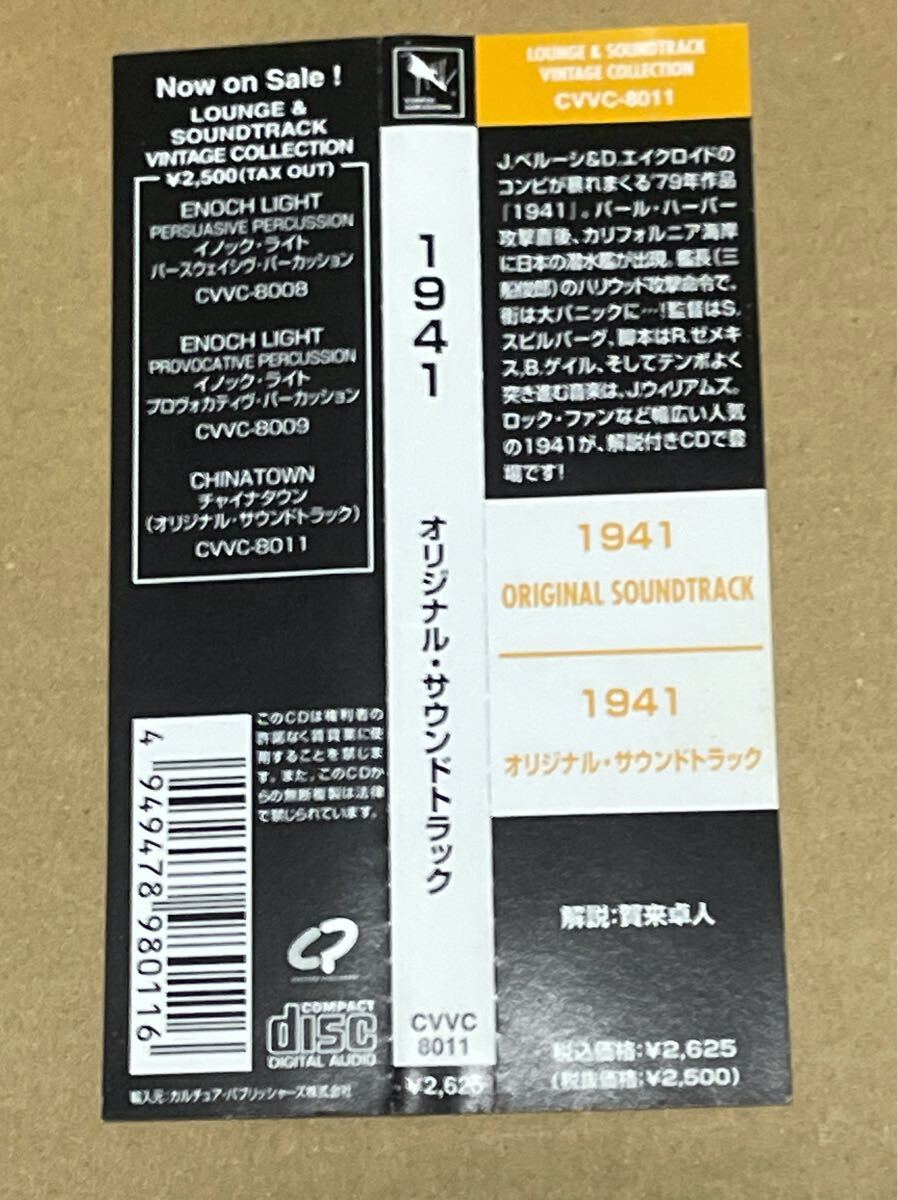 Now on Sale !
LOUNGE &
SOUNDTRACK
VINTAGE COLLECTION
¥2,500(TAX OUT)
ENOCH LIGHT
PERSUASIVE PERCUSSION
イノック・ライト
パースウェイシヴ・パーカッション
CVVC-8008
ENOCH LIGHT
PROVOCATIVE PERCUSSION
イノック・ライト
プロヴォカティヴ・パーカッション
CVVC-8009
CHINATOWN
チャイナタウン
(オリジナル・サウンドトラック)
CVVC-8011
このCDは権利者の
許諾なく賃貸業に使
用することを禁じま
す。また、このCDか
らの無断複製は法律
で禁じられています。
4 949478 980116
COMPACT
disc
DIGITAL AUDIO
輸入元:カルチュア・パブリッシャーズ株式会社
1941
オリジナル・サウンドトラック
CVVC
8011
¥2,625
LOUNGE & SOUNDTRACK
VINTAGE COLLECTION
CVVC-8011
J.ベルーシ&D.エイクロイドの
コンビが暴れまくる'79年作品
『1941』。パール・ハーバー
攻撃直後、カリフォルニア海岸
に日本の潜水艦が出現。艦長(三
船俊郎)のハリウッド攻撃命令で、
街は大パニックに…!監督はS.
スピルバーグ、脚本はR.ゼメキ
ス,B.ゲイル、そしてテンポよく
突き進む音楽は、J.ウィリアムズ。
ロック・ファンなど幅広い人気
の1941が、解説付きCDで登
場です!
1941
ORIGINAL SOUNDTRACK
1941
オリジナル・サウンドトラック
解説:賀来卓人
税込価格:¥2,625
(税抜価格:¥2,500)